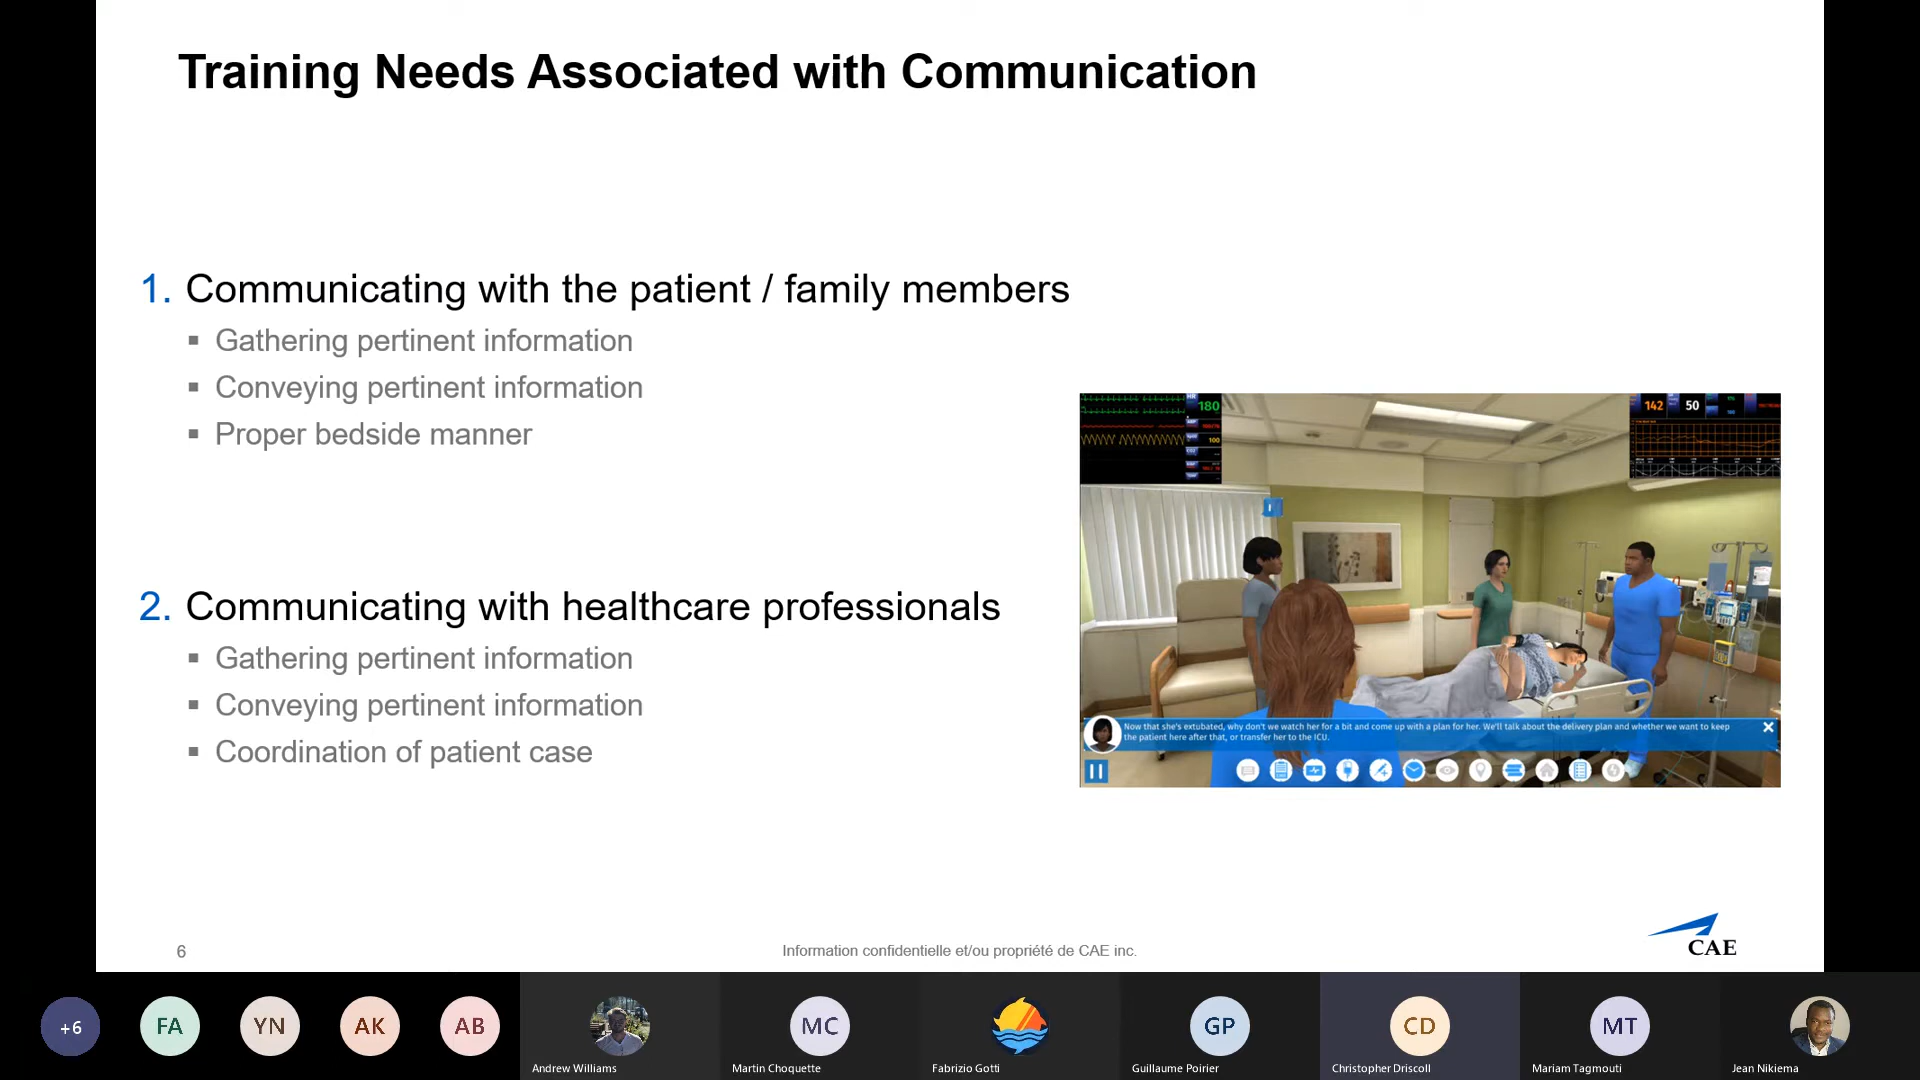 Training Needs Associated with Communication
1. Communicating with the patient / family members
▪ Gathering pertinent information
▪ Conveying pertinent information
▪ Proper bedside manner
2. Communicating with healthcare professionals
▪ Gathering pertinent information
▪ Conveying pertinent information
▪ Coordination of patient case
HR
180
100
142
50
Now that she's extubated, why don't we watch her for a bit and come up with a plan for her. We'll talk about the delivery plan and whether we want to keep
the patient here after that, or transfer her to the ICU.
6
Information confidentielle et/ou propriété de CAE inc.
CAE
+6
FA
YN
AK
AB
MC
GP
CD
MT
Andrew Williams
Martin Choquette
Fabrizio Gotti
Guillaume Poirier
Christopher Driscoll
Mariam Tagmouti
Jean Nikiema